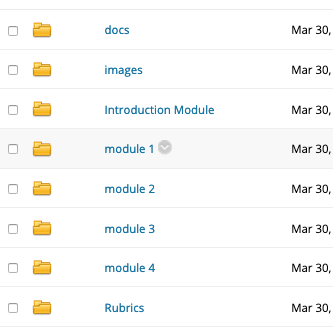 docs Mar 30,
images Mar 30,
Introduction Module Mar 30,
module 1 Mar 30,
module 2 Mar 30,
module 3 Mar 30,
module 4 Mar 30,
Rubrics Mar 30,